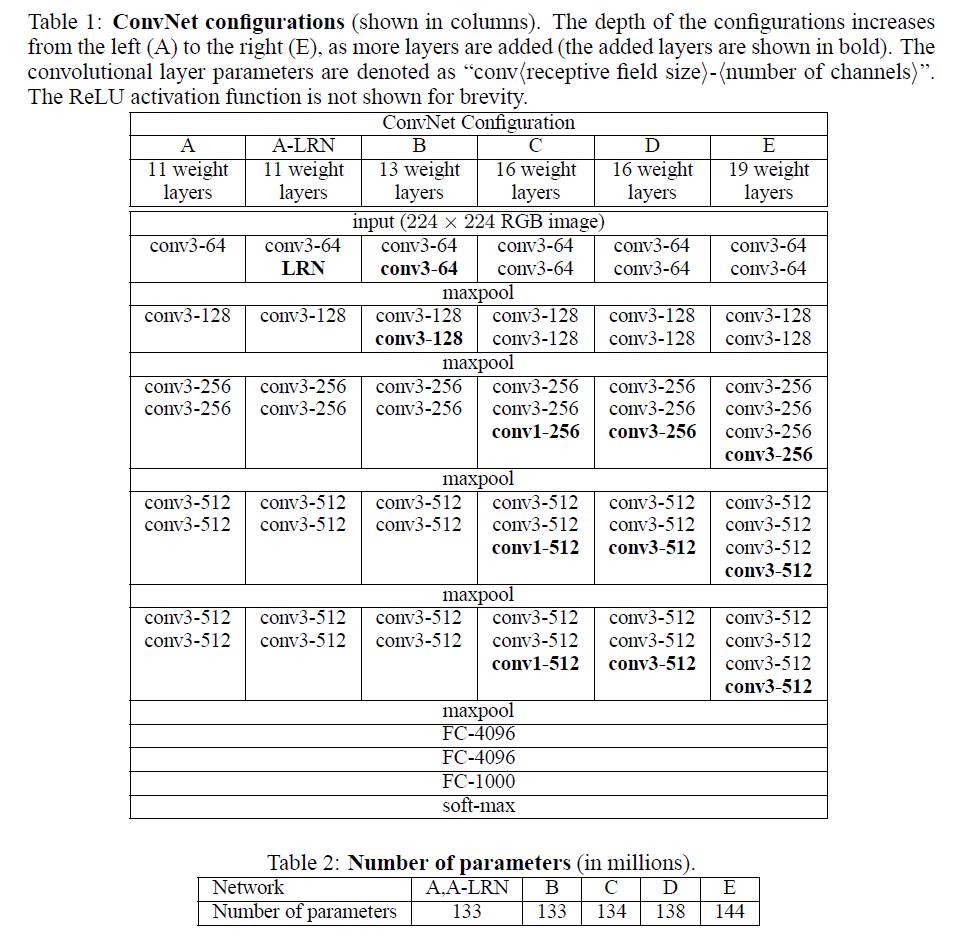 Table 1: ConvNet configurations (shown in columns). The depth of the configurations increases
from the left (A) to the right (E), as more layers are added (the added layers are shown in bold). The
convolutional layer parameters are denoted as “conv⟨receptive field size⟩-⟨number of channels⟩”.
The ReLU activation function is not shown for brevity.
ConvNet Configuration
A A-LRN B C D E
11 weight 11 weight 13 weight 16 weight 16 weight 19 weight
layers layers layers layers layers layers
input (224 × 224 RGB image)
conv3-64 conv3-64 conv3-64 conv3-64 conv3-64 conv3-64
LRN conv3-64 conv3-64 conv3-64 conv3-64
maxpool
conv3-128 conv3-128 conv3-128 conv3-128 conv3-128 conv3-128
conv3-128 conv3-128 conv3-128 conv3-128
maxpool
conv3-256 conv3-256 conv3-256 conv3-256 conv3-256 conv3-256
conv3-256 conv3-256 conv3-256 conv3-256 conv3-256 conv3-256
conv1-256 conv3-256 conv3-256
conv3-256
maxpool
conv3-512 conv3-512 conv3-512 conv3-512 conv3-512 conv3-512
conv3-512 conv3-512 conv3-512 conv3-512 conv3-512 conv3-512
conv1-512 conv3-512 conv3-512
conv3-512
maxpool
conv3-512 conv3-512 conv3-512 conv3-512 conv3-512 conv3-512
conv3-512 conv3-512 conv3-512 conv3-512 conv3-512 conv3-512
conv1-512 conv3-512 conv3-512
conv3-512
maxpool
FC-4096
FC-4096
FC-1000
soft-max
Table 2: Number of parameters (in millions).
Network A,A-LRN B C D E
Number of parameters 133 133 134 138 144